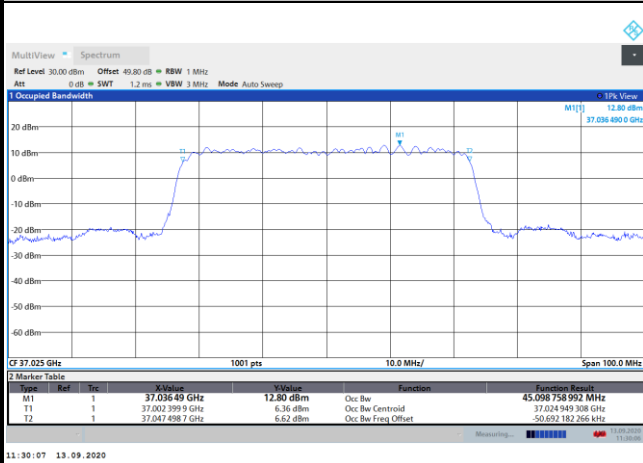 MultiView Spectrum
Ref Level 30.00 dBm Offset 49.80 dB RBW 1 MHz
Att 0 dB SWT 1.2 ms VBW 3 MHz Mode Auto Sweep
1 Occupied Bandwidth 1Pk View
M1[1] 12.80 dBm
37.036 490 0 GHz
20 dBm
M1
T1 T2
10 dBm
0 dBm
-10 dBm
-20 dBm
-30 dBm
-40 dBm
-50 dBm
-60 dBm
CF 37.025 GHz 1001 pts 10.0 MHz/ Span 100.0 MHz
2 Marker Table
Type Ref Trc X-Value Y-Value Function Function Result
M1 1 37.036 49 GHz 12.80 dBm Occ Bw 45.098 758 992 MHz
T1 1 37.002 399 9 GHz 6.36 dBm Occ Bw Centroid 37.024 949 308 GHz
T2 1 37.047 498 7 GHz 6.62 dBm Occ Bw Freq Offset -50.692 182 266 kHz
Measuring... 13.09.2020
11:30:06
11:30:07 13.09.2020